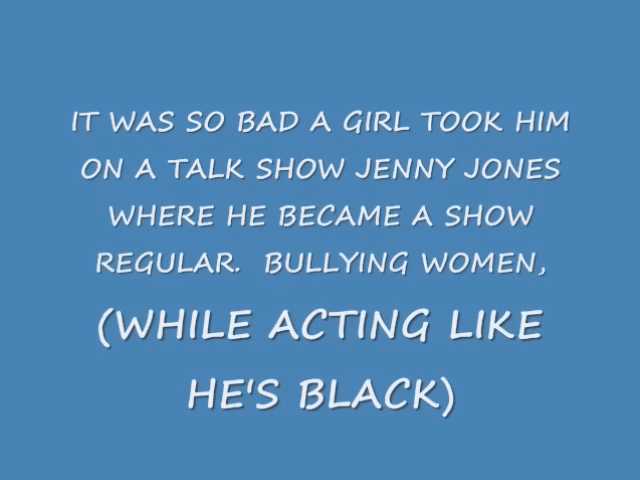 IT WAS SO BAD A GIRL TOOK HIM
ON A TALK SHOW JENNY JONES
WHERE HE BECAME A SHOW
REGULAR.  BULLYING WOMEN,
(WHILE ACTING LIKE
HE'S BLACK)